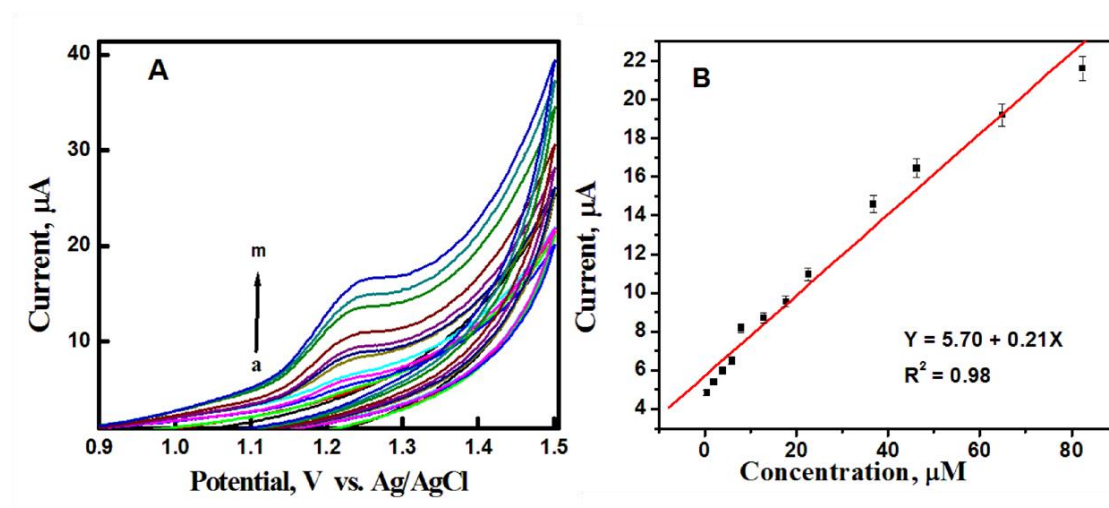 A
40
30
20
10
m
a
0.9 1.0 1.1 1.2 1.3 1.4 1.5
Current, µA
Potential, V vs. Ag/AgCl
B
22
20
18
16
14
12
10
8
6
4
Y = 5.70 + 0.21X
R² = 0.98
0 20 40 60 80
Current, µA
Concentration, µM